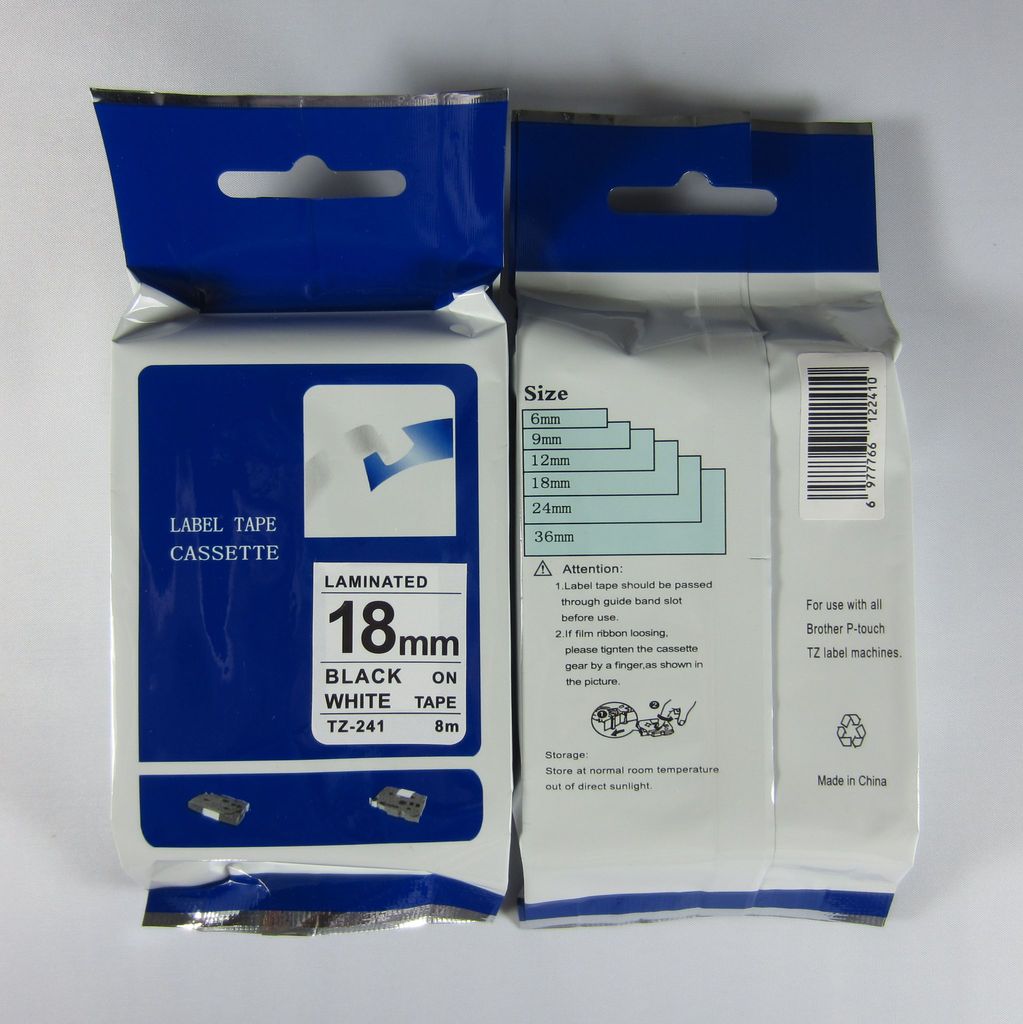 LABEL TAPE
CASSETTE
LAMINATED
18mm
BLACK ON
WHITE TAPE
TZ-241 8m
Size
6mm
9mm
12mm
18mm
24mm
36mm
Attention:
1.Label tape should be passed
through guide band slot
before use.
2.If film ribbon loosing,
please tighten the cassette
gear by a finger,as shown in
the picture.
1
2
Storage:
Store at normal room temperature
out of direct sunlight.
6 977766 122410
For use with all
Brother P-touch
TZ label machines.
Made in China